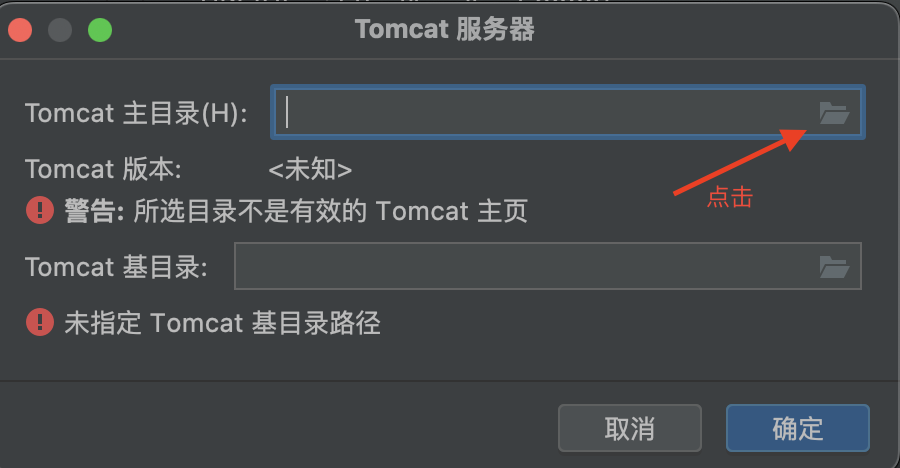 Tomcat 服务器
Tomcat 主目录(H):
点击
Tomcat 版本: <未知>
警告: 所选目录不是有效的 Tomcat 主页
Tomcat 基目录:
未指定 Tomcat 基目录路径
取消 确定